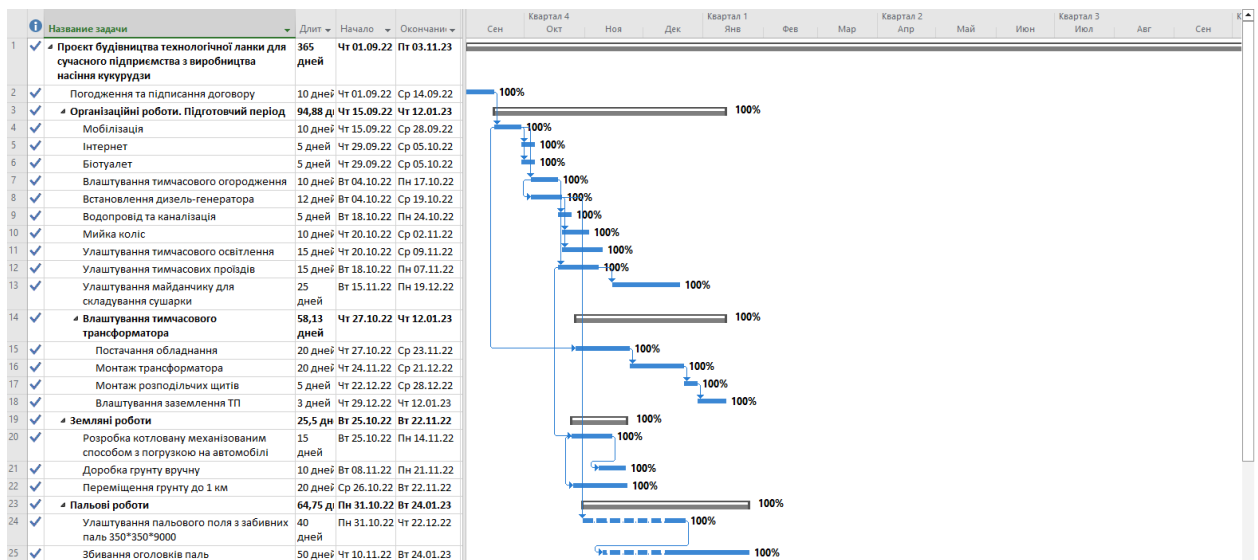 Квартал 4 Квартал 1 Квартал 2 Квартал 3 К
Название задачи Длит Начало Окончани Сен Окт Ноя Дек Янв Фев Мар Апр Май Июн Июл Авг Сен
1 Проєкт будівництва технологічної ланки для 365 Чт 01.09.22 Пт 03.11.23
сучасного підприємства з виробництва дней
насіння кукурудзи
2 Погодження та підписання договору 10 дней Чт 01.09.22 Ср 14.09.22 100%
3 Організаційні роботи. Підготовчий період 94,88 д Чт 15.09.22 Чт 12.01.23 100%
4 Мобілізація 10 дней Чт 15.09.22 Ср 28.09.22 100%
5 Інтернет 5 дней Чт 29.09.22 Ср 05.10.22 100%
6 Біотуалет 5 дней Чт 29.09.22 Ср 05.10.22 100%
7 Влаштування тимчасового огородження 10 дней Вт 04.10.22 Пн 17.10.22 100%
8 Встановлення дизель-генератора 12 дней Вт 04.10.22 Ср 19.10.22 100%
9 Водопровід та каналізація 5 дней Вт 18.10.22 Пн 24.10.22 100%
10 Мийка коліс 10 дней Чт 20.10.22 Ср 02.11.22 100%
11 Улаштування тимчасового освітлення 15 дней Чт 20.10.22 Ср 09.11.22 100%
12 Улаштування тимчасових проїздів 15 дней Вт 18.10.22 Пн 07.11.22 100%
13 Улаштування майданчику для 25 Вт 15.11.22 Пн 19.12.22 100%
складування сушарки дней
14 Влаштування тимчасового 58,13 Чт 27.10.22 Чт 12.01.23 100%
трансформатора дней
15 Постачання обладнання 20 дней Чт 27.10.22 Ср 23.11.22 100%
16 Монтаж трансформатора 20 дней Чт 24.11.22 Ср 21.12.22 100%
17 Монтаж розподільчих щитів 5 дней Чт 22.12.22 Ср 28.12.22 100%
18 Влаштування заземлення ТП 3 дней Чт 29.12.22 Чт 12.01.23 100%
19 Земляні роботи 25,5 дн Вт 25.10.22 Вт 22.11.22 100%
20 Розробка котловану механізованим 15 Вт 25.10.22 Пн 14.11.22 100%
способом з погрузкою на автомобілі дней
21 Доробка грунту вручну 10 дней Вт 08.11.22 Пн 21.11.22 100%
22 Переміщення грунту до 1 км 20 дней Ср 26.10.22 Вт 22.11.22 100%
23 Пальові роботи 64,75 д Пн 31.10.22 Вт 24.01.23 100%
24 Улаштування пальового поля з забивних 40 Пн 31.10.22 Чт 22.12.22 100%
паль 350*350*9000 дней
25 Збивання оголовків паль 50 дней Чт 10.11.22 Вт 24.01.23 100%